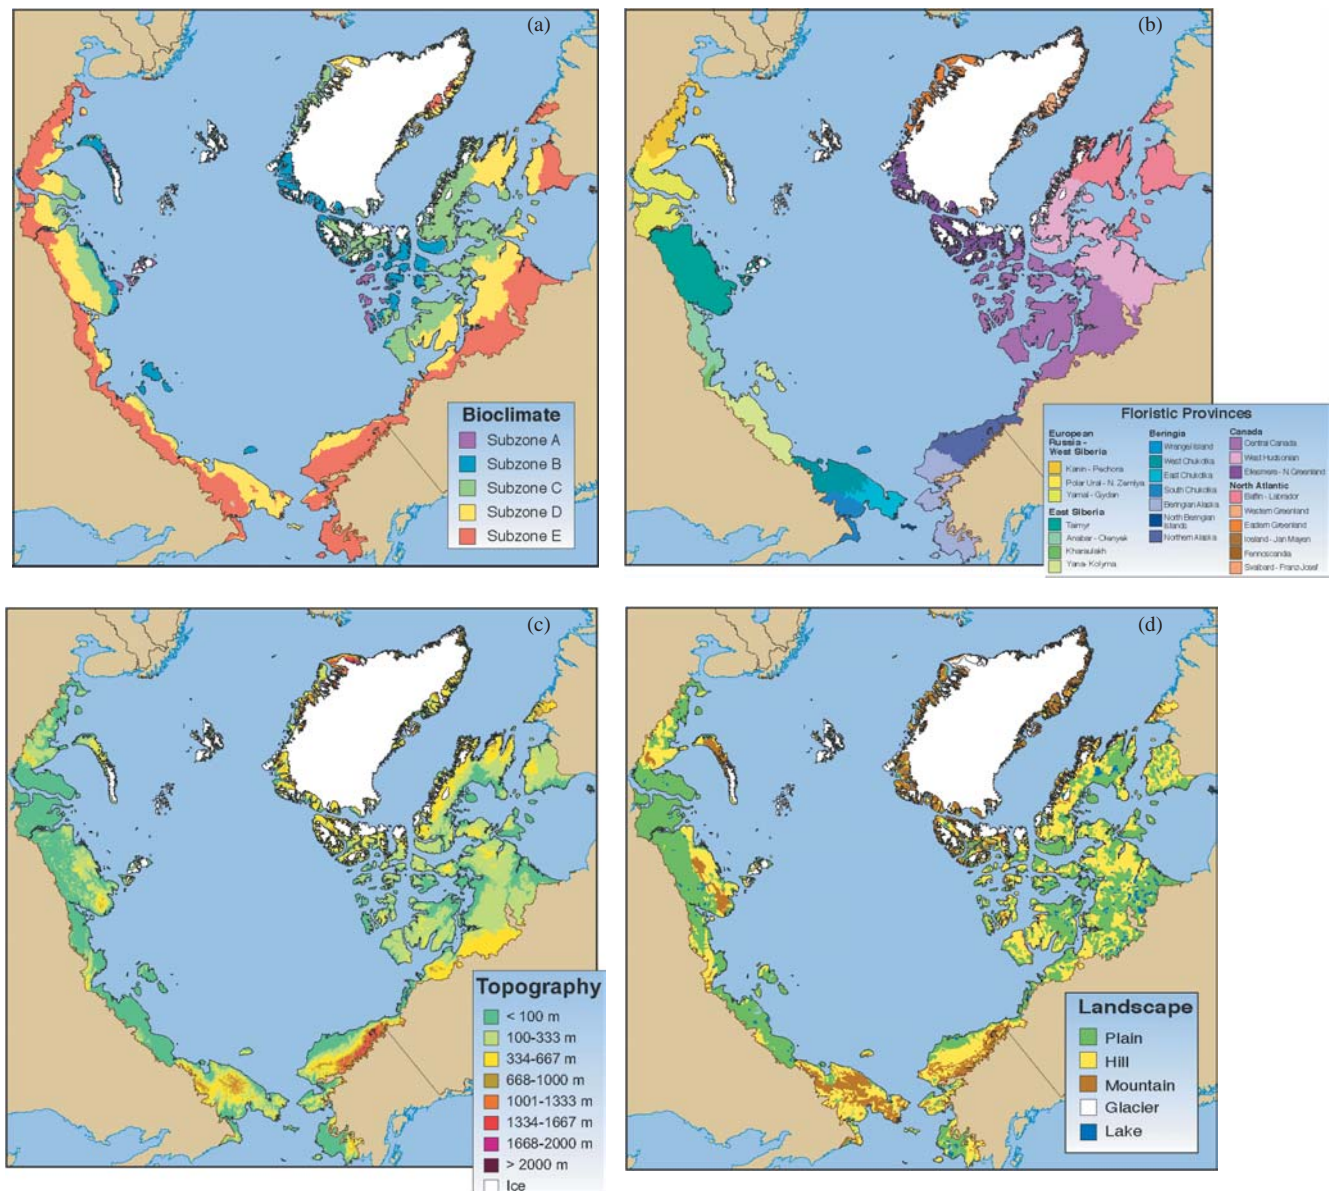 (a)
Bioclimate
Subzone A
Subzone B
Subzone C
Subzone D
Subzone E
(b)
Floristic Provinces
European
Russia -
West Siberia
Kanin - Pechora
Polar Ural - N. Zemlya
Yamal - Gydan
East Siberia
Taimyr
Anabar - Olenyek
Kharaulakh
Yana - Kolyma
Beringia
Wrangel Island
West Chukotka
East Chukotka
South Chukotka
Beringian Alaska
North Beringian
Islands
Northern Alaska
Canada
Central Canada
West Hudsonian
Ellesmere - N. Greenland
North Atlantic
Baffin - Labrador
Western Greenland
Eastern Greenland
Iceland - Jan Mayen
Fennoscandia
Svalbard - Franz-Josef
(c)
Topography
< 100 m
100-333 m
334-667 m
668-1000 m
1001-1333 m
1334-1667 m
1668-2000 m
> 2000 m
Ice
(d)
Landscape
Plain
Hill
Mountain
Glacier
Lake